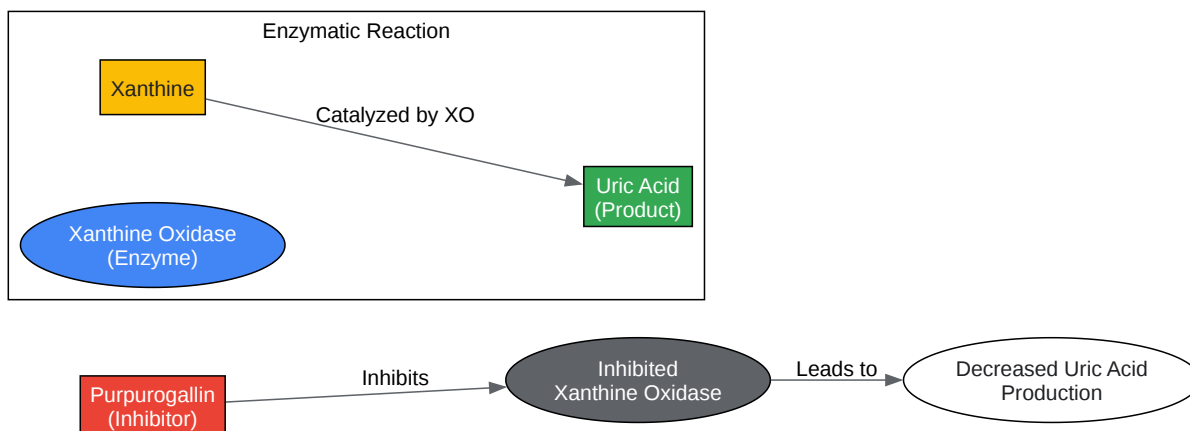 Enzymatic Reaction
Xanthine
Catalyzed by XO
Uric Acid
(Product)
Xanthine Oxidase
(Enzyme)
Purpurogallin
(Inhibitor)
Inhibits
Inhibited
Xanthine Oxidase
Leads to
Decreased Uric Acid
Production